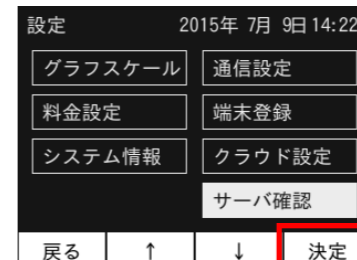 設定 2015年 7月 9日 14:22
グラフスケール 通信設定
料金設定 端末登録
システム情報 クラウド設定
サーバ確認
戻る ↑ ↓ 決定